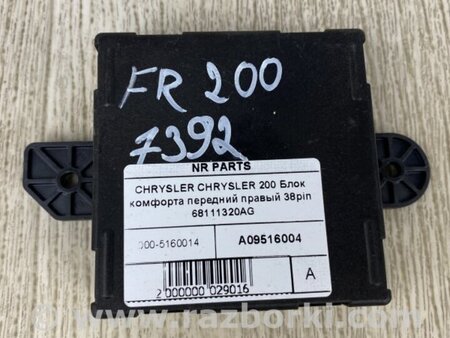 FR 200
7392
NR PARTS
CHRYSLER CHRYSLER 200 Блок
комфорта передний правый 38pin
68111320AG
000-5160014
A09516004
A
2 000000 029016
www.razborki.com